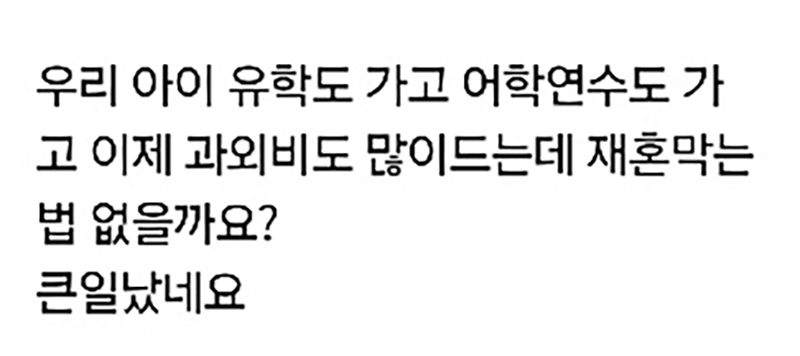 우리 아이 유학도 가고 어학연수도 가
고 이제 과외비도 많이드는데 재혼막는
법 없을까요?
큰일났네요